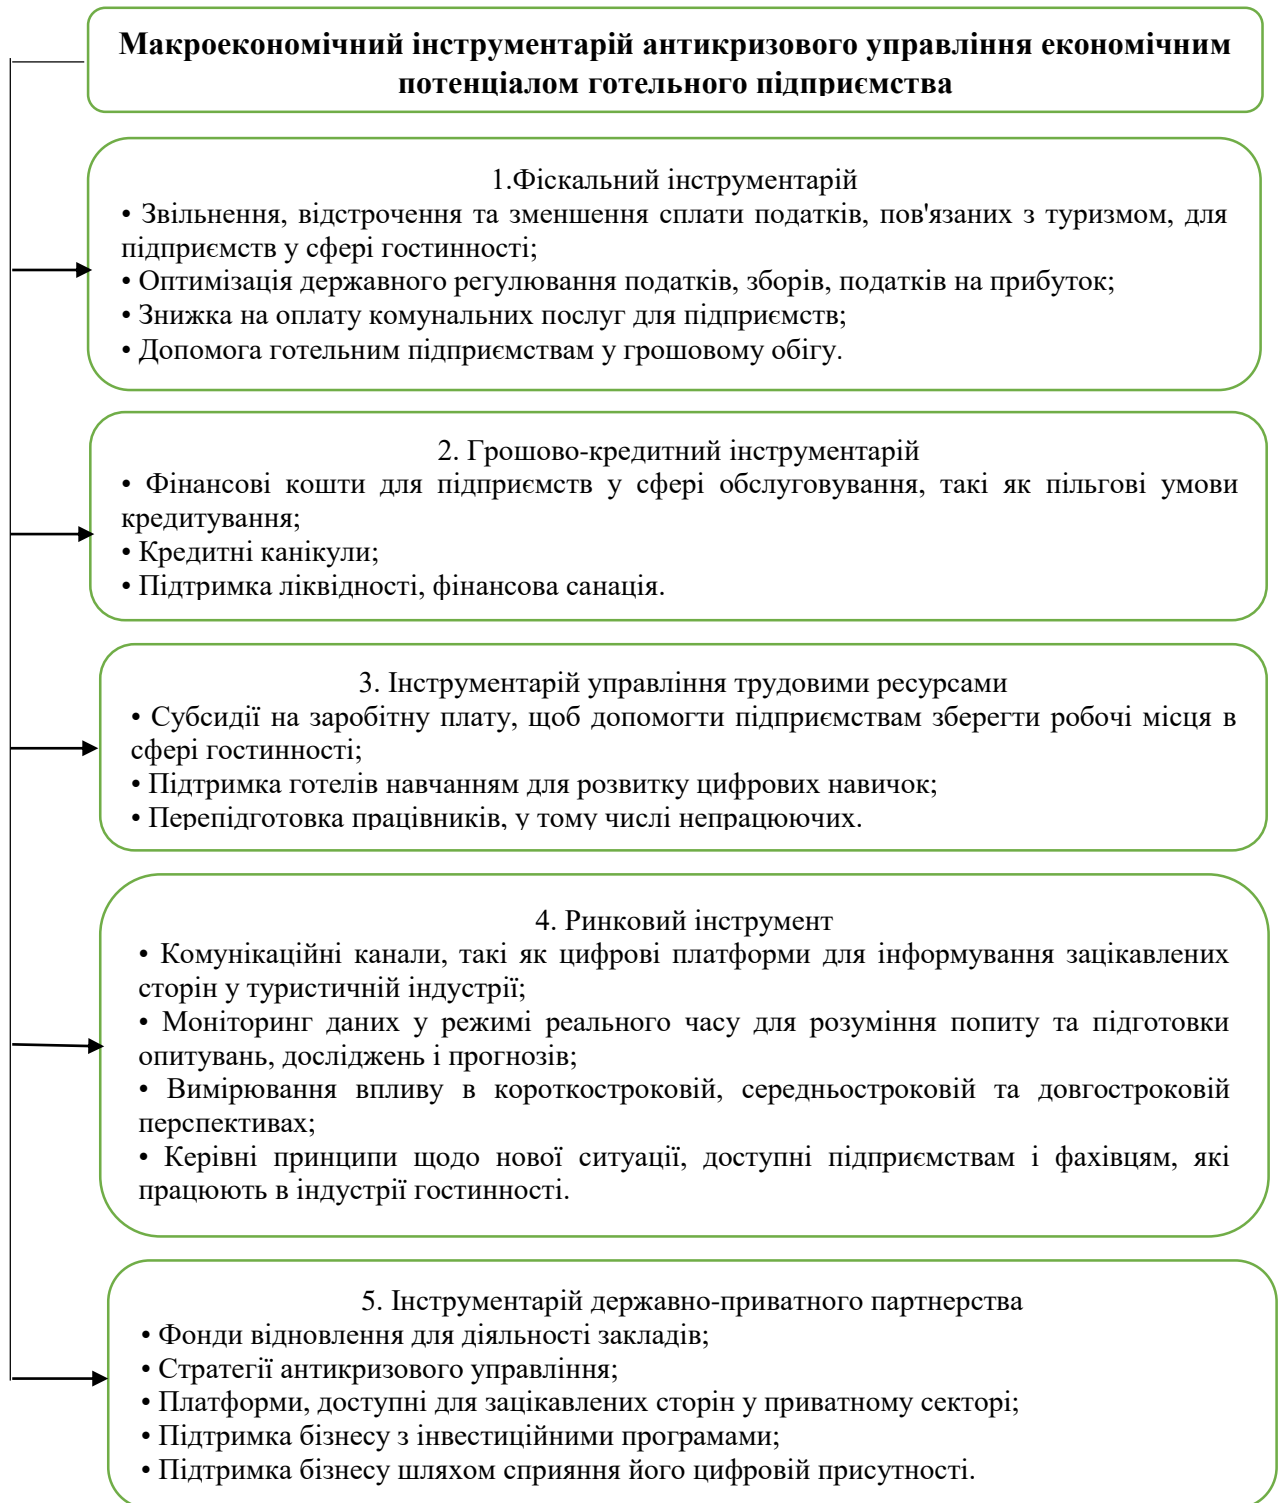 Макроекономічний інструментарій антикризового управління економічним
потенціалом готельного підприємства
1.Фіскальний інструментарій
• Звільнення, відстрочення та зменшення сплати податків, пов'язаних з туризмом, для
підприємств у сфері гостинності;
• Оптимізація державного регулювання податків, зборів, податків на прибуток;
• Знижка на оплату комунальних послуг для підприємств;
• Допомога готельним підприємствам у грошовому обігу.
2. Грошово-кредитний інструментарій
• Фінансові кошти для підприємств у сфері обслуговування, такі як пільгові умови
кредитування;
• Кредитні канікули;
• Підтримка ліквідності, фінансова санація.
3. Інструментарій управління трудовими ресурсами
• Субсидії на заробітну плату, щоб допомогти підприємствам зберегти робочі місця в
сфері гостинності;
• Підтримка готелів навчанням для розвитку цифрових навичок;
• Перепідготовка працівників, у тому числі непрацюючих.
4. Ринковий інструмент
• Комунікаційні канали, такі як цифрові платформи для інформування зацікавлених
сторін у туристичній індустрії;
• Моніторинг даних у режимі реального часу для розуміння попиту та підготовки
опитувань, досліджень і прогнозів;
• Вимірювання впливу в короткостроковій, середньостроковій та довгостроковій
перспективах;
• Керівні принципи щодо нової ситуації, доступні підприємствам і фахівцям, які
працюють в індустрії гостинності.
5. Інструментарій державно-приватного партнерства
• Фонди відновлення для діяльності закладів;
• Стратегії антикризового управління;
• Платформи, доступні для зацікавлених сторін у приватному секторі;
• Підтримка бізнесу з інвестиційними програмами;
• Підтримка бізнесу шляхом сприяння його цифровій присутності.